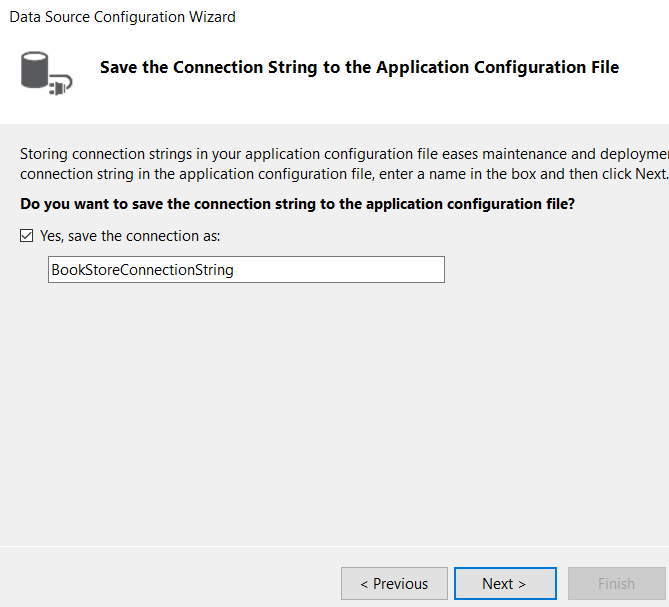 Data Source Configuration Wizard
Save the Connection String to the Application Configuration File
Storing connection strings in your application configuration file eases maintenance and
connection string in the application configuration file, enter a name in the box and then click Next.
Do you want to save the connection string to the application configuration file?
Yes, save the connection as:
BookStoreConnectionString
< Previous
Next >
Finish